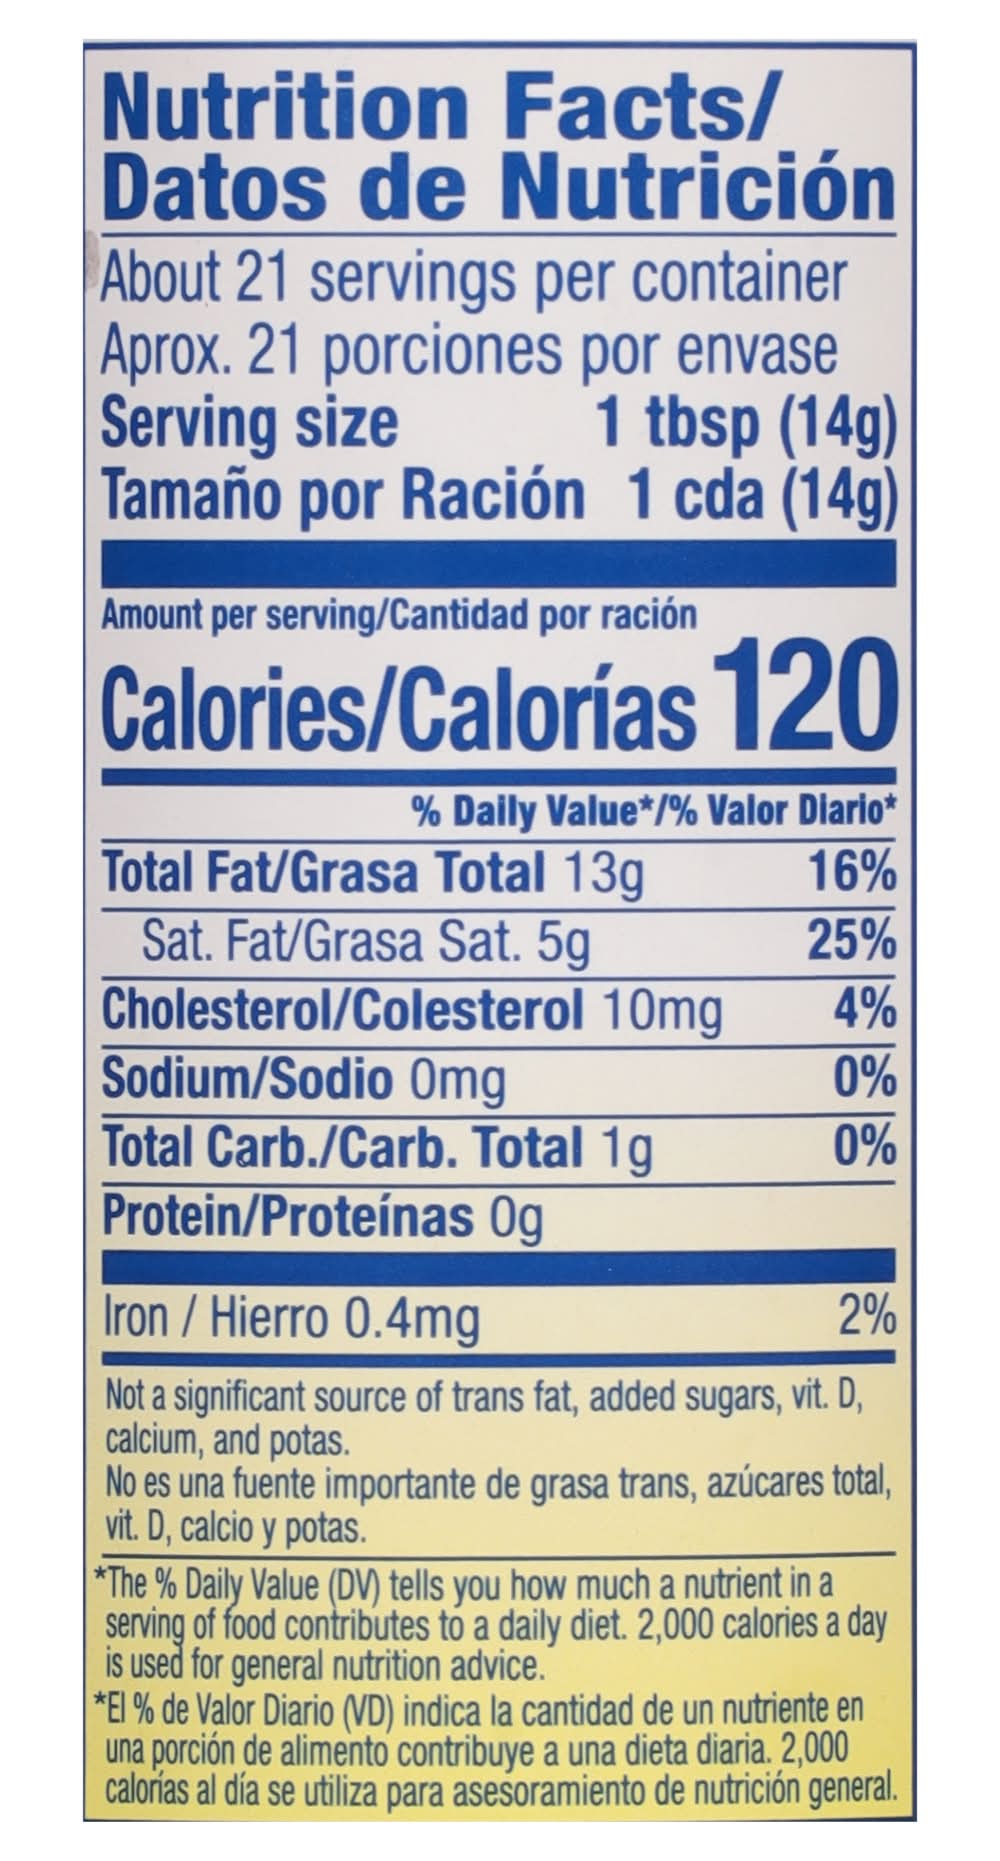 Nutrition Facts/
Datos de Nutrición
About 21 servings per container
Aprox. 21 porciones por envase
Serving size 1 tbsp (14g)
Tamaño por Ración 1 cda (14g)
Amount per serving/Cantidad por ración
Calories/Calorías 120
% Daily Value*/% Valor Diario*
Total Fat/Grasa Total 13g 16%
Sat. Fat/Grasa Sat. 5g 25%
Cholesterol/Colesterol 10mg 4%
Sodium/Sodio 0mg 0%
Total Carb./Carb. Total 1g 0%
Protein/Proteínas 0g
Iron / Hierro 0.4mg 2%
Not a significant source of trans fat, added sugars, vit. D,
calcium, and potas.
No es una fuente importante de grasa trans, azúcares total,
vit. D, calcio y potas.
*The % Daily Value (DV) tells you how much a nutrient in a
serving of food contributes to a daily diet. 2,000 calories a day
is used for general nutrition advice.
*El % de Valor Diario (VD) indica la cantidad de un nutriente en
una porción de alimento contribuye a una dieta diaria. 2,000
calorías al día se utiliza para asesoramiento de nutrición general.